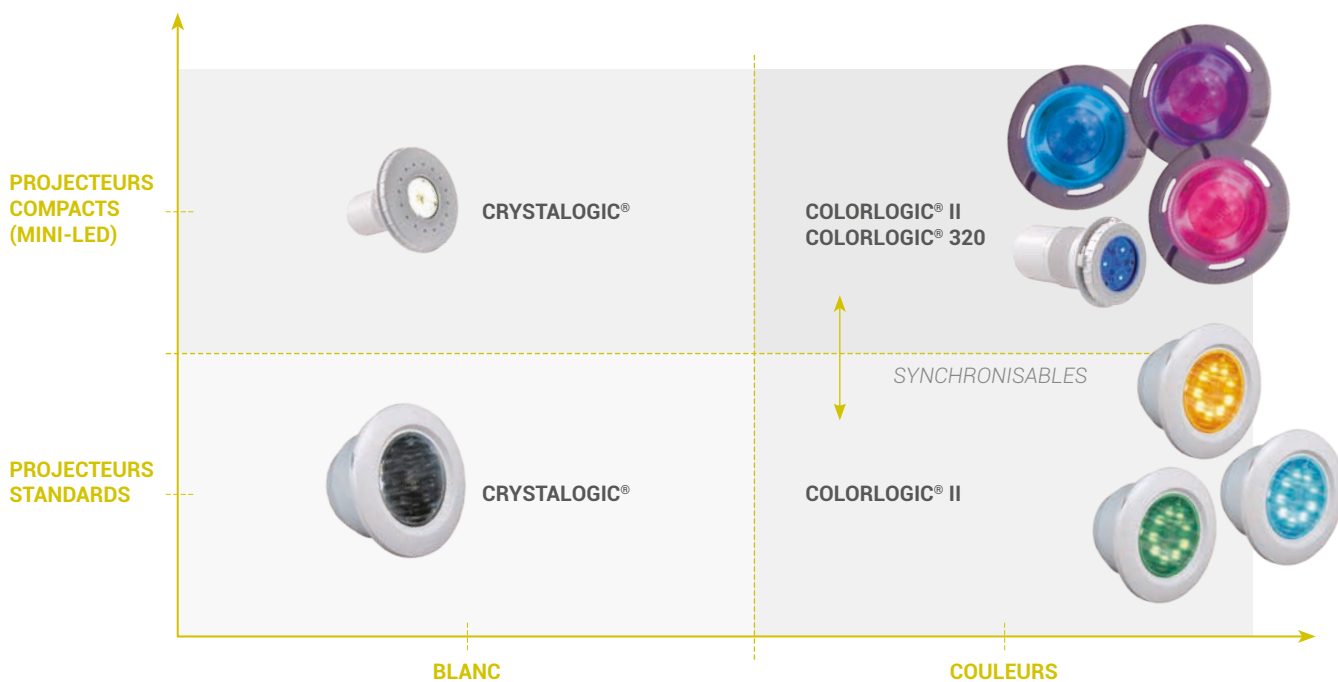 PROJECTEURS
COMPACTS
(MINI-LED)
CRYSTALOGIC®
COLORLOGIC® II
COLORLOGIC® 320
SYNCHRONISABLES
PROJECTEURS
STANDARDS
CRYSTALOGIC®
COLORLOGIC® II
BLANC
COULEURS